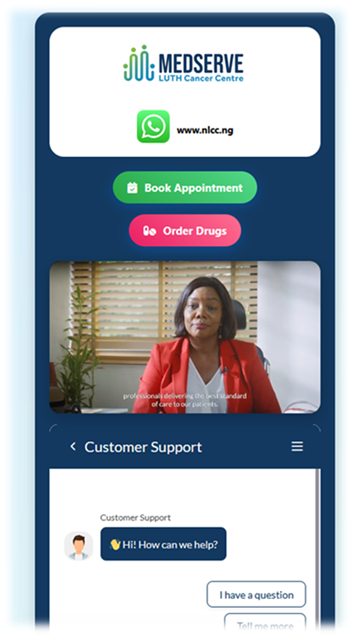 MEDSERVE
LUTH Cancer Centre
www.nlcc.ng
Book Appointment
Order Drugs
professionals delivering the best standard
of care to our patients.
Customer Support
Customer Support
👋Hi! How can we help?
I have a question
Tell me more